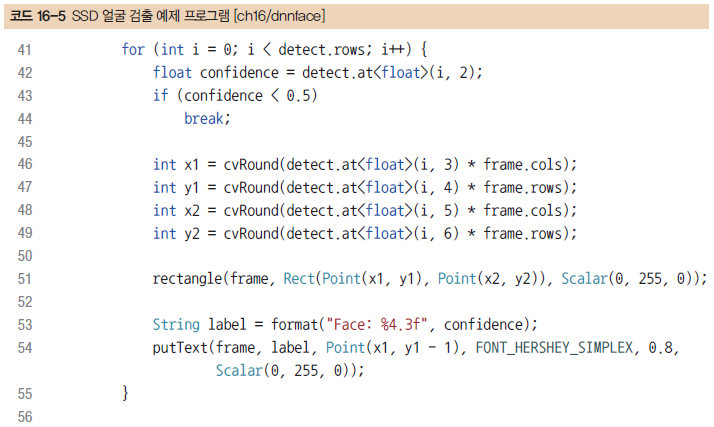 코드 16-5 SSD 얼굴 검출 예제 프로그램 [ch16/dnnface]
41 for (int i = 0; i < detect.rows; i++) {
42 float confidence = detect.at<float>(i, 2);
43 if (confidence < 0.5)
44 break;
45
46 int x1 = cvRound(detect.at<float>(i, 3) * frame.cols);
47 int y1 = cvRound(detect.at<float>(i, 4) * frame.rows);
48 int x2 = cvRound(detect.at<float>(i, 5) * frame.cols);
49 int y2 = cvRound(detect.at<float>(i, 6) * frame.rows);
50
51 rectangle(frame, Rect(Point(x1, y1), Point(x2, y2)), Scalar(0, 255, 0));
52
53 String label = format("Face: %4.3f", confidence);
54 putText(frame, label, Point(x1, y1 - 1), FONT_HERSHEY_SIMPLEX, 0.8,
Scalar(0, 255, 0));
55 }
56